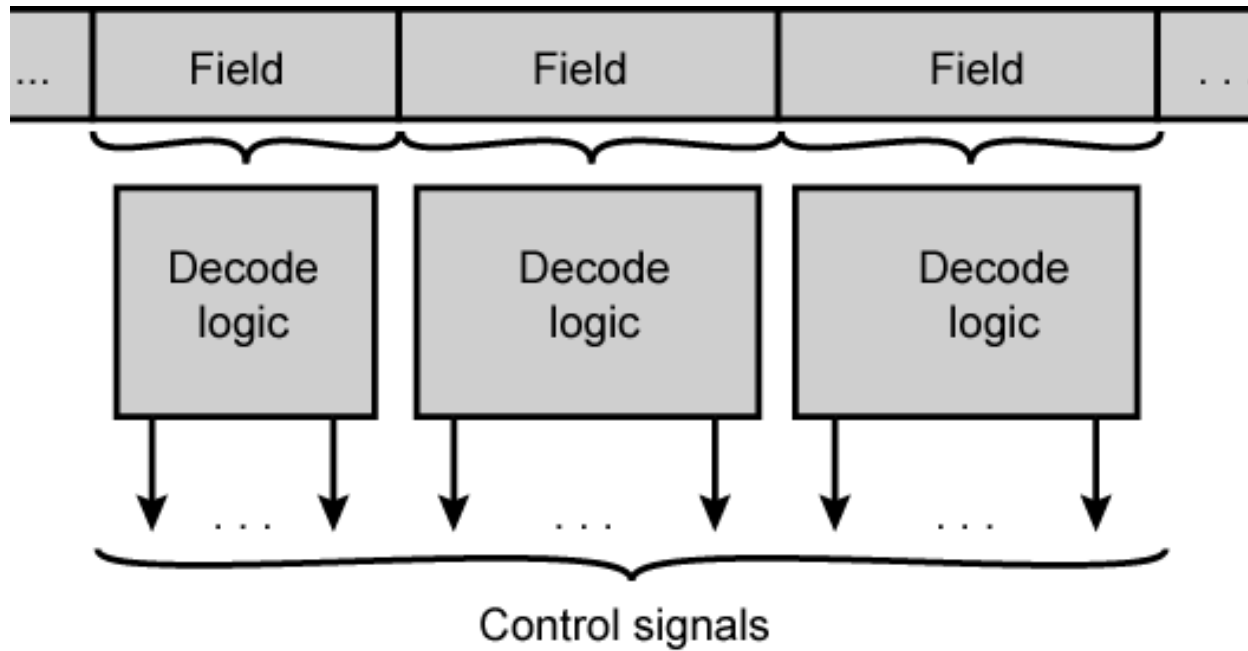 ... Field Field Field . . .
Decode logic
Decode logic
Decode logic
. . . . . . . . .
Control signals